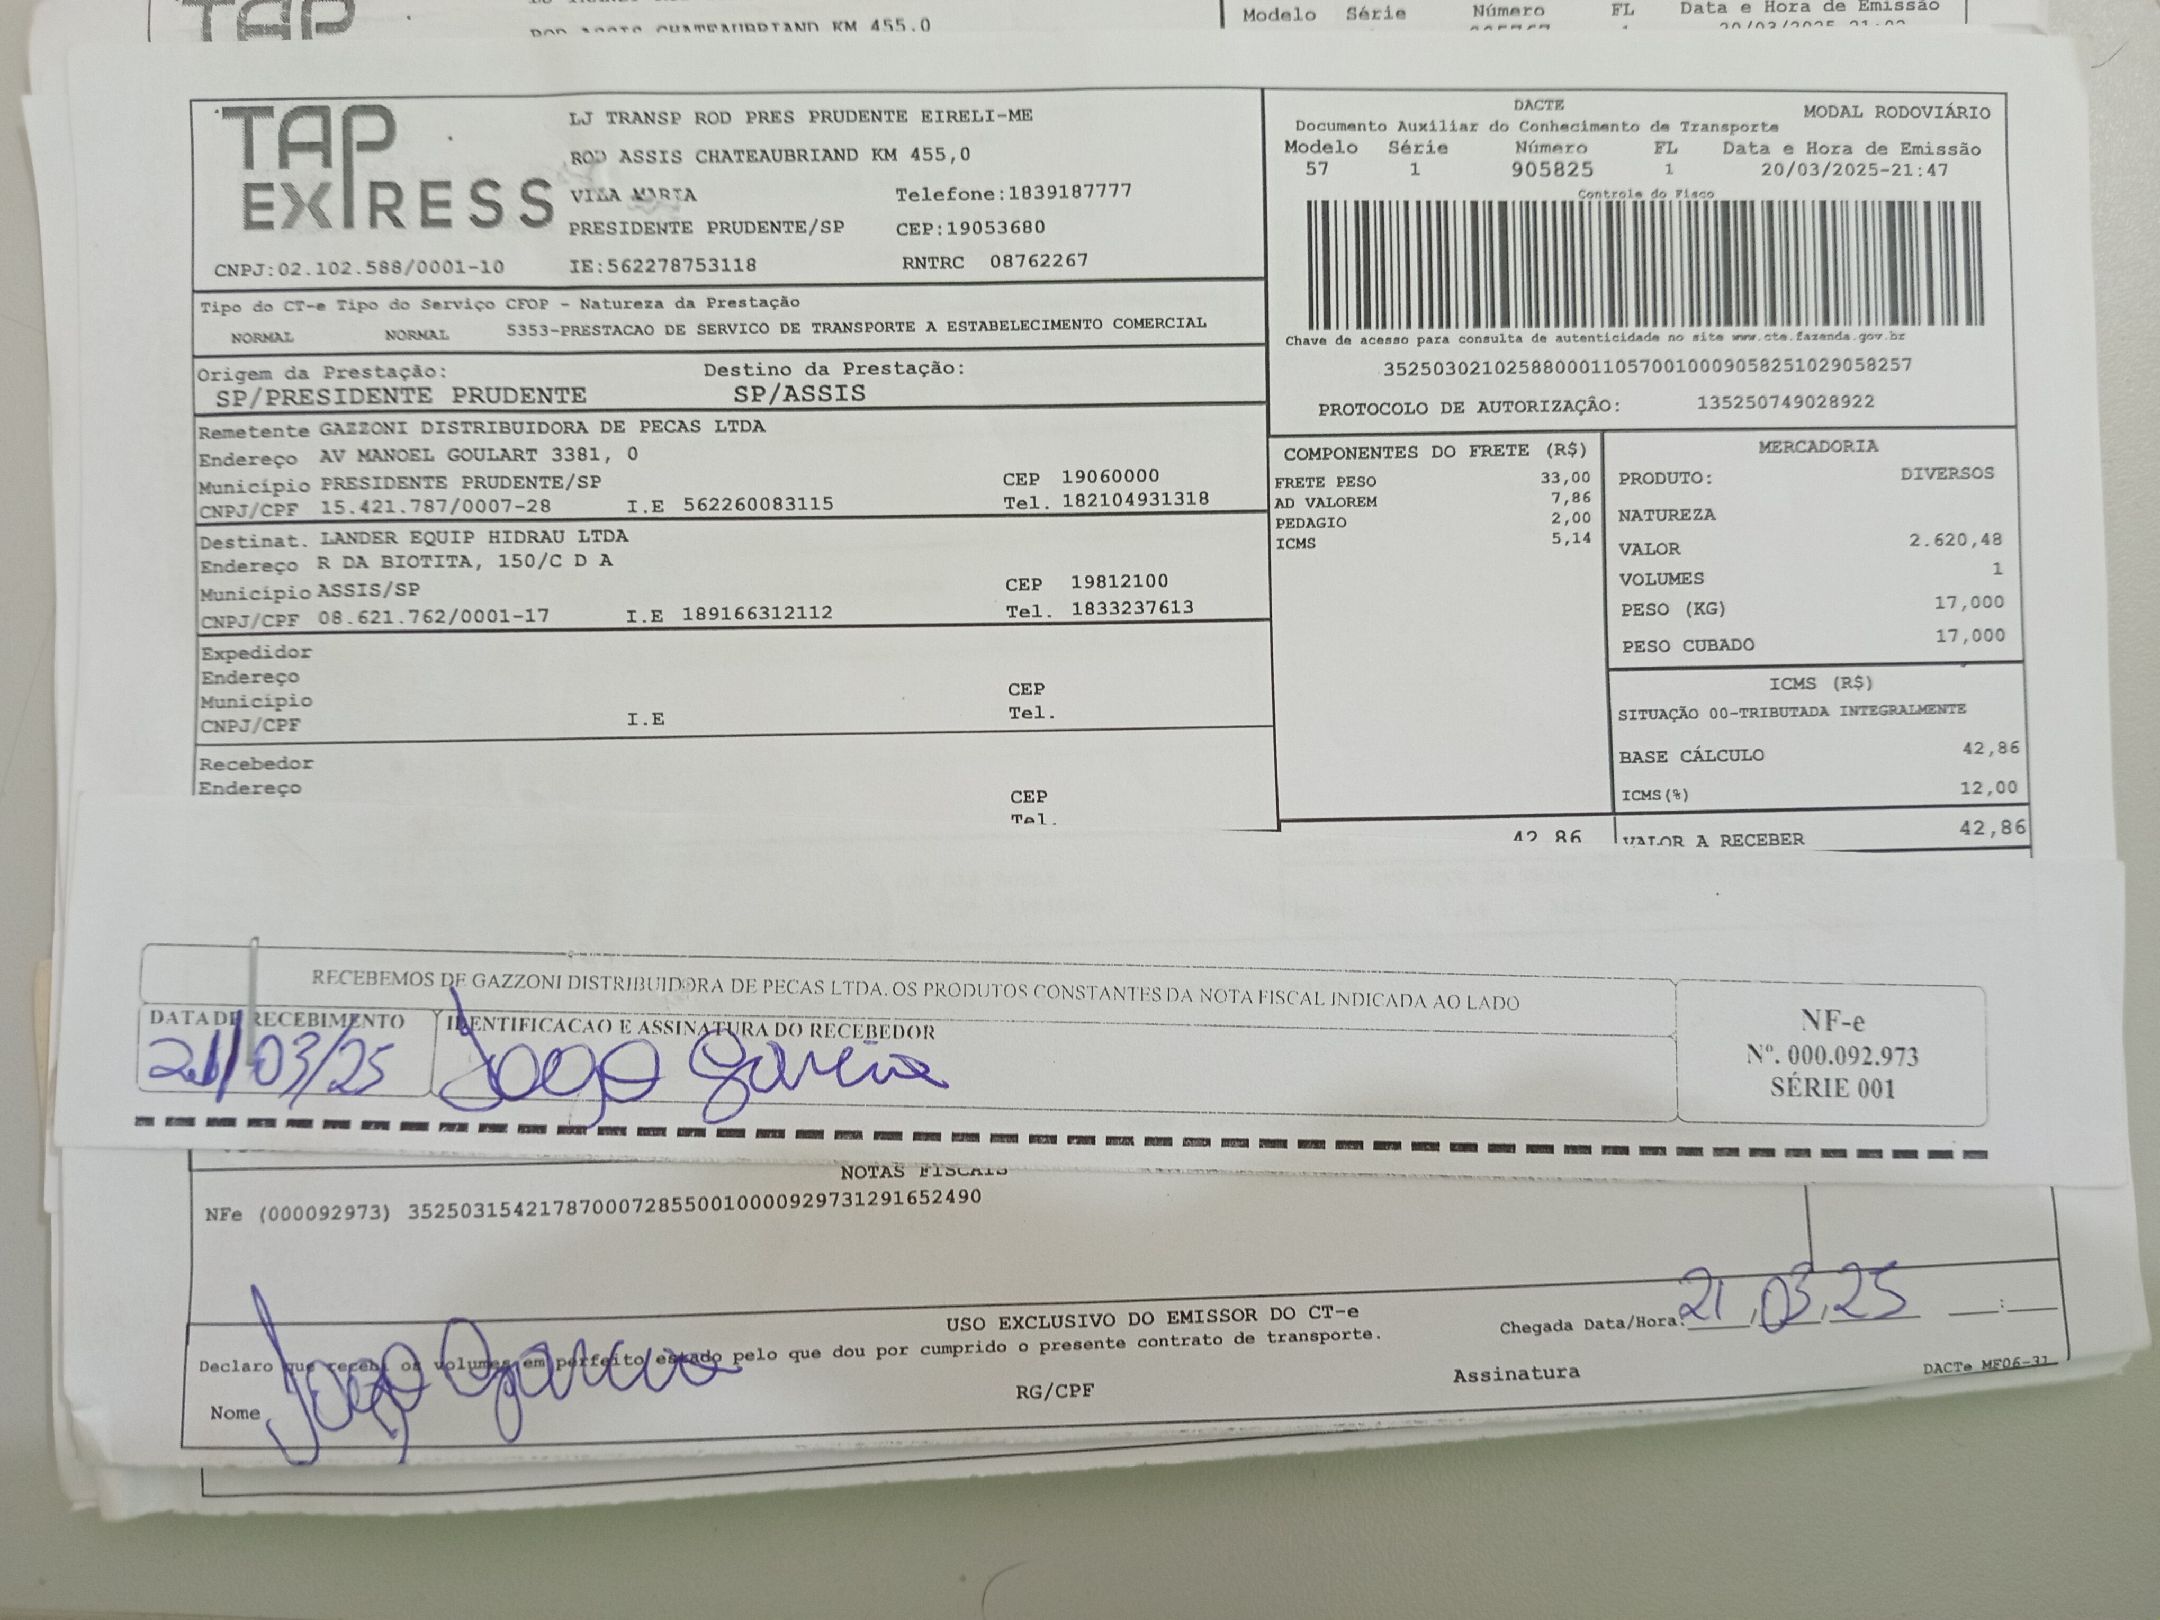 TAP
ROD ASSIS CHATEAUBRIAND KM 455,0
Modelo Série Número FL Data e Hora de Emissão
TAP EXPRESS
LJ TRANSP ROD PRES PRUDENTE EIRELI-ME
ROD ASSIS CHATEAUBRIAND KM 455,0
VILA MARIA Telefone:1839187777
PRESIDENTE PRUDENTE/SP CEP:19053680
CNPJ:02.102.588/0001-10 IE:562278753118 RNTRC 08762267
DACTE MODAL RODOVIÁRIO
Documento Auxiliar do Conhecimento de Transporte
Modelo Série Número FL Data e Hora de Emissão
57 1 905825 1 20/03/2025-21:47
Controle do Fisco
Chave de acesso para consulta de autenticidade no site www.cte.fazenda.gov.br
35250302102588000110570010009058251029058257
PROTOCOLO DE AUTORIZAÇÃO: 135250749028922
Tipo do CT-e Tipo do Serviço CFOP - Natureza da Prestação
NORMAL NORMAL 5353-PRESTACAO DE SERVICO DE TRANSPORTE A ESTABELECIMENTO COMERCIAL
Origem da Prestação: Destino da Prestação:
SP/PRESIDENTE PRUDENTE SP/ASSIS
Remetente GAZZONI DISTRIBUIDORA DE PECAS LTDA
Endereço AV MANOEL GOULART 3381, 0
Município PRESIDENTE PRUDENTE/SP CEP 19060000
CNPJ/CPF 15.421.787/0007-28 I.E 562260083115 Tel. 182104931318
Destinat. LANDER EQUIP HIDRAU LTDA
Endereço R DA BIOTITA, 150/C D A
Município ASSIS/SP CEP 19812100
CNPJ/CPF 08.621.762/0001-17 I.E 189166312112 Tel. 1833237613
Expedidor
Endereço
Município CEP
CNPJ/CPF I.E Tel.
Recebedor
Endereço
CEP
Tel.
COMPONENTES DO FRETE (R$)
FRETE PESO 33,00
AD VALOREM 7,86
PEDAGIO 2,00
ICMS 5,14
42,86
MERCADORIA
PRODUTO: DIVERSOS
NATUREZA
VALOR 2.620,48
VOLUMES 1
PESO (KG) 17,000
PESO CUBADO 17,000
ICMS (R$)
SITUAÇÃO 00-TRIBUTADA INTEGRALMENTE
BASE CÁLCULO 42,86
ICMS(%) 12,00
VALOR A RECEBER 42,86
RECEBEMOS DE GAZZONI DISTRIBUIDORA DE PECAS LTDA. OS PRODUTOS CONSTANTES DA NOTA FISCAL INDICADA AO LADO
DATA DE RECEBIMENTO IDENTIFICACAO E ASSINATURA DO RECEBEDOR
21/03/25
NF-e
Nº. 000.092.973
SÉRIE 001
NOTAS FISCAIS
NFe (000092973) 35250315421787000728550010000929731291652490
USO EXCLUSIVO DO EMISSOR DO CT-e
Declaro que recebi os volumes em perfeito estado pelo que dou por cumprido o presente contrato de transporte.
Chegada Data/Hora: 21,03,25 __:__
Nome RG/CPF Assinatura
DACTe MF06-31